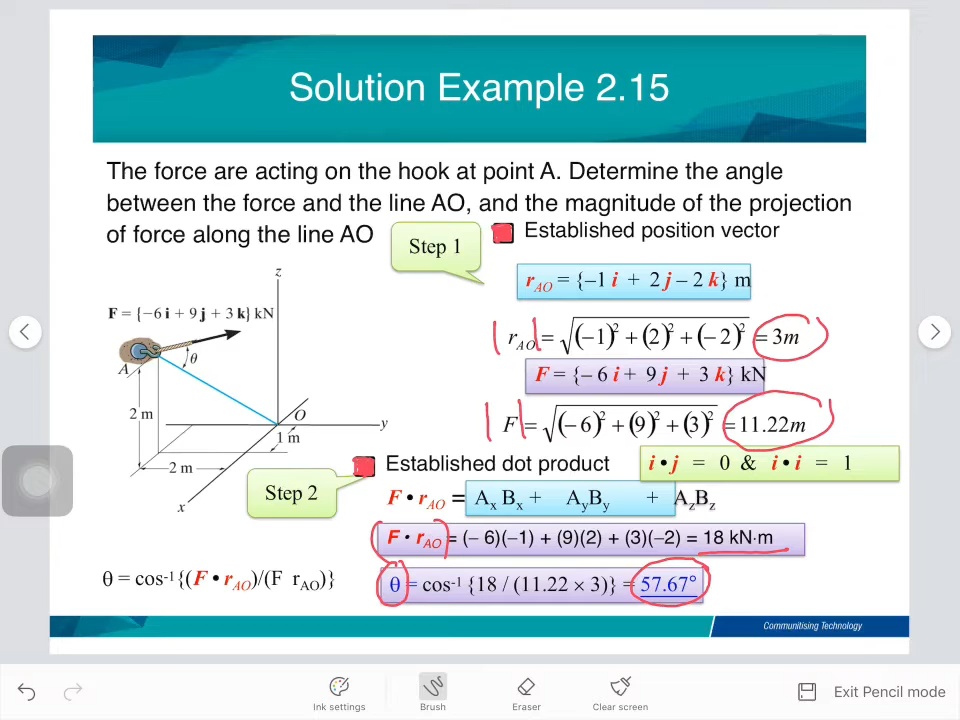 Solution Example 2.15
The force are acting on the hook at point A. Determine the angle
between the force and the line AO, and the magnitude of the projection
of force along the line AO
Step 1
Established position vector
r_AO = {–1 i + 2 j – 2 k} m
r_AO = √(−1)² + (2)² + (− 2)² = 3m
F = {– 6 i + 9 j + 3 k} kN
F = √(− 6)² + (9)² + (3)² = 11.22m
z
F = {−6 i + 9 j + 3 k} kN
θ
A
2 m
O
y
1 m
2 m
x
Step 2
Established dot product
i • j = 0 & i • i = 1
F • r_AO = A_x B_x + A_yB_y + A_zB_z
F • r_AO = (– 6)(–1) + (9)(2) + (3)(–2) = 18 kN·m
θ = cos⁻¹{(F • r_AO)/(F r_AO)}
θ = cos⁻¹ {18 / (11.22 × 3)} = 57.67°
Communitising Technology
Ink settings
Brush
Eraser
Clear screen
Exit Pencil mode